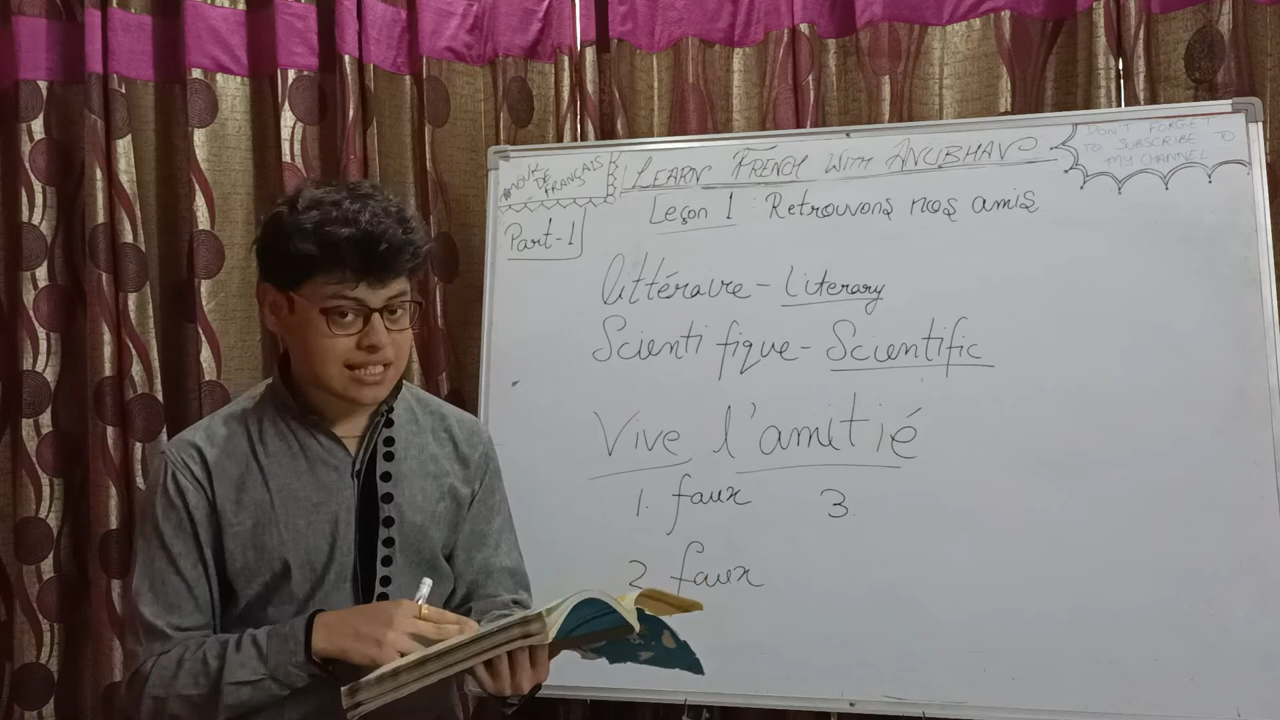 AMOUR DE FRANÇAIS
LEARN FRENCH WITH ANUBHAV
DON'T FORGET
TO SUBSCRIBE TO
MY CHANNEL
Part-1
Leçon 1 : Retrouvons nos amis
littéraire - Literary
Scientifique - Scientific
Vive l'amitié
1. faux 3.
2 faux